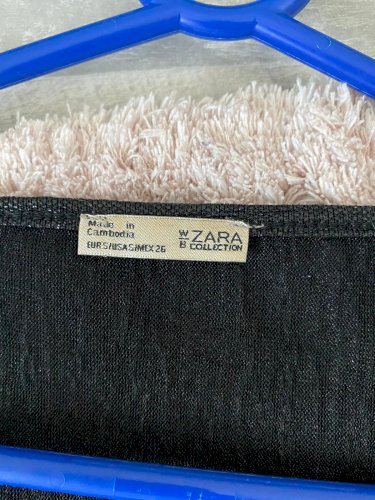 Made in
Cambodia
EUR S/USA S/MEX 26
W/B ZARA
COLLECTION